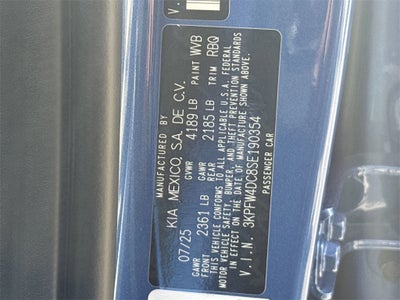 MANUFACTURED BY
KIA MEXICO, S.A. DE C.V.
07/25 GVWR 4189 LB PAINT WVB
GAWR FRONT 2361 LB GAWR REAR 2185 LB TRIM RBQ
THIS VEHICLE CONFORMS TO ALL APPLICABLE U.S.A. FEDERAL
MOTOR VEHICLE SAFETY, BUMPER, AND THEFT PREVENTION STANDARDS
IN EFFECT ON THE DATE OF MANUFACTURE SHOWN ABOVE.
V.I.N. 3KPFW4DC8SE190354
PASSENGER CAR
V.